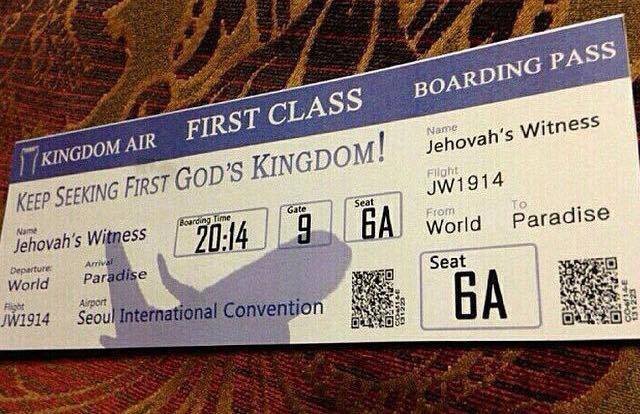 KINGDOM AIR FIRST CLASS BOARDING PASS
KEEP SEEKING FIRST GOD'S KINGDOM!
Name
Jehovah's Witness
Boarding Time
20:14
Gate
9
Seat
6A
Departure:
World
Arrival
Paradise
Flight
JW1914
Airport
Seoul International Convention
Name
Jehovah's Witness
Flight
JW1914
From
World
To
Paradise
Seat
6A